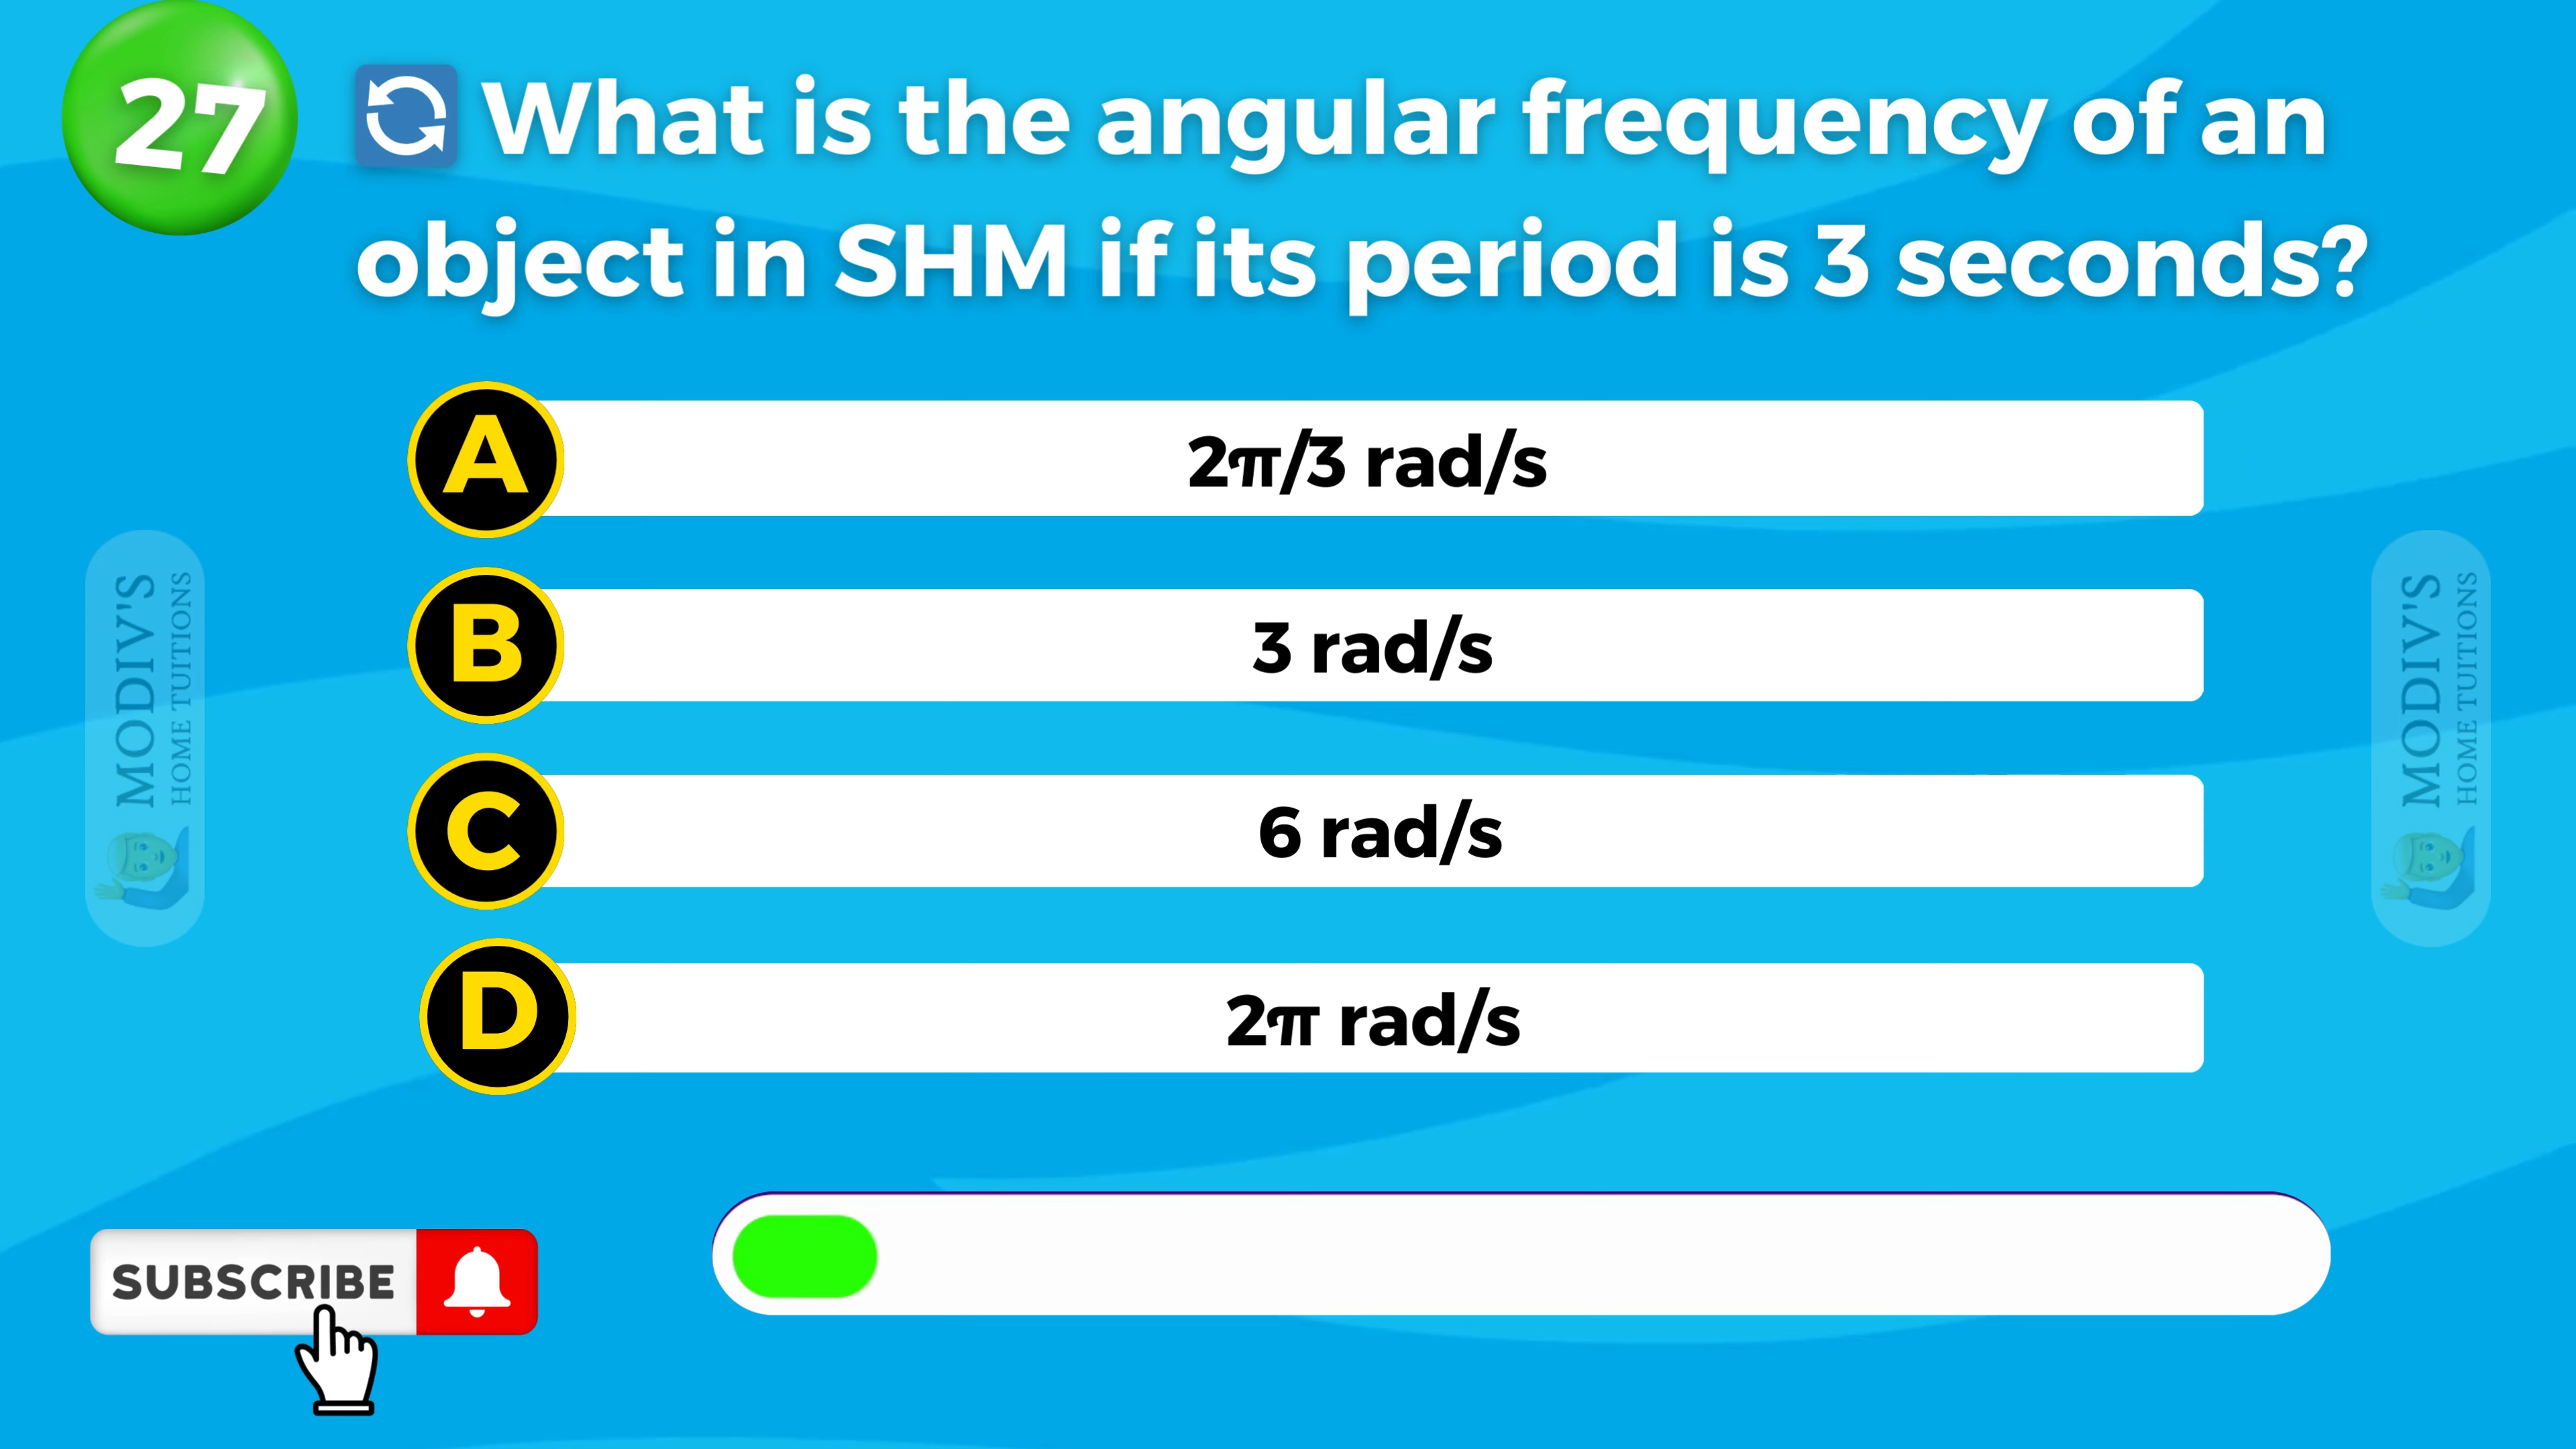 27
What is the angular frequency of an
object in SHM if its period is 3 seconds?
A
2π/3 rad/s
B
3 rad/s
C
6 rad/s
D
2π rad/s
MODIV'S
HOME TUITIONS
MODIV'S
HOME TUITIONS
SUBSCRIBE